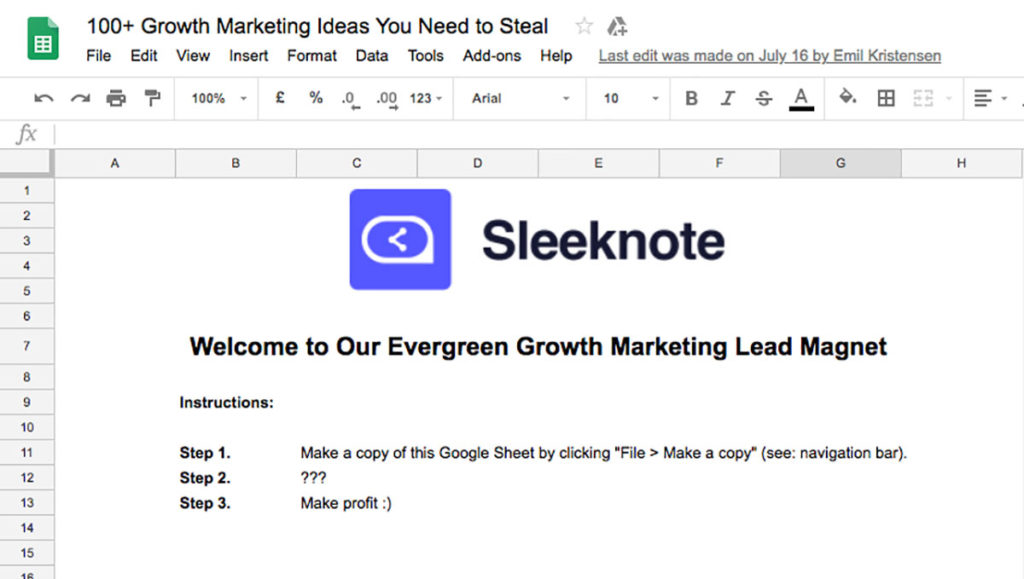 100+ Growth Marketing Ideas You Need to Steal
File Edit View Insert Format Data Tools Add-ons Help Last edit was made on July 16 by Emil Kristensen
100% £ % .0 .00 123 Arial 10 B I S A
fx
A B C D E F G H
1
2
Sleeknote
3
4
5
6
7 Welcome to Our Evergreen Growth Marketing Lead Magnet
8
9 Instructions:
10
11 Step 1. Make a copy of this Google Sheet by clicking "File > Make a copy" (see: navigation bar).
12 Step 2. ???
13 Step 3. Make profit :)
14
15
16